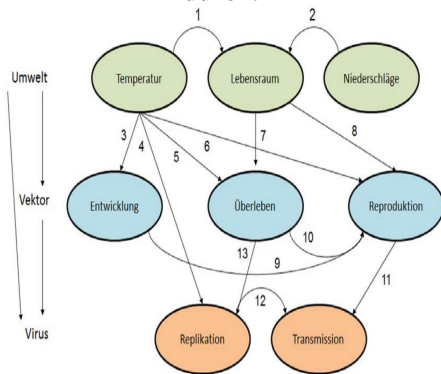 1
2
Umwelt
Temperatur
Lebensraum
Niederschläge
3
4
5
6
7
8
Vektor
Entwicklung
Überleben
Reproduktion
13
10
9
11
12
Virus
Replikation
Transmission